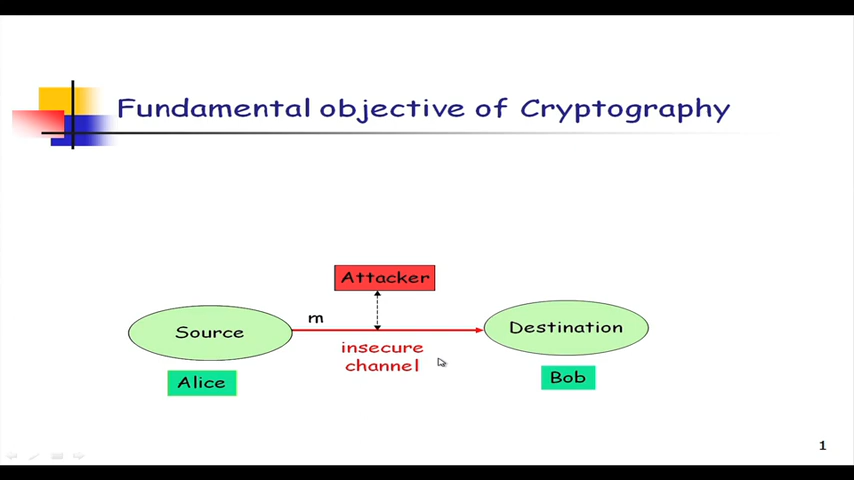 Fundamental objective of Cryptography
Attacker
m
Source
Destination
insecure
channel
Alice
Bob
1